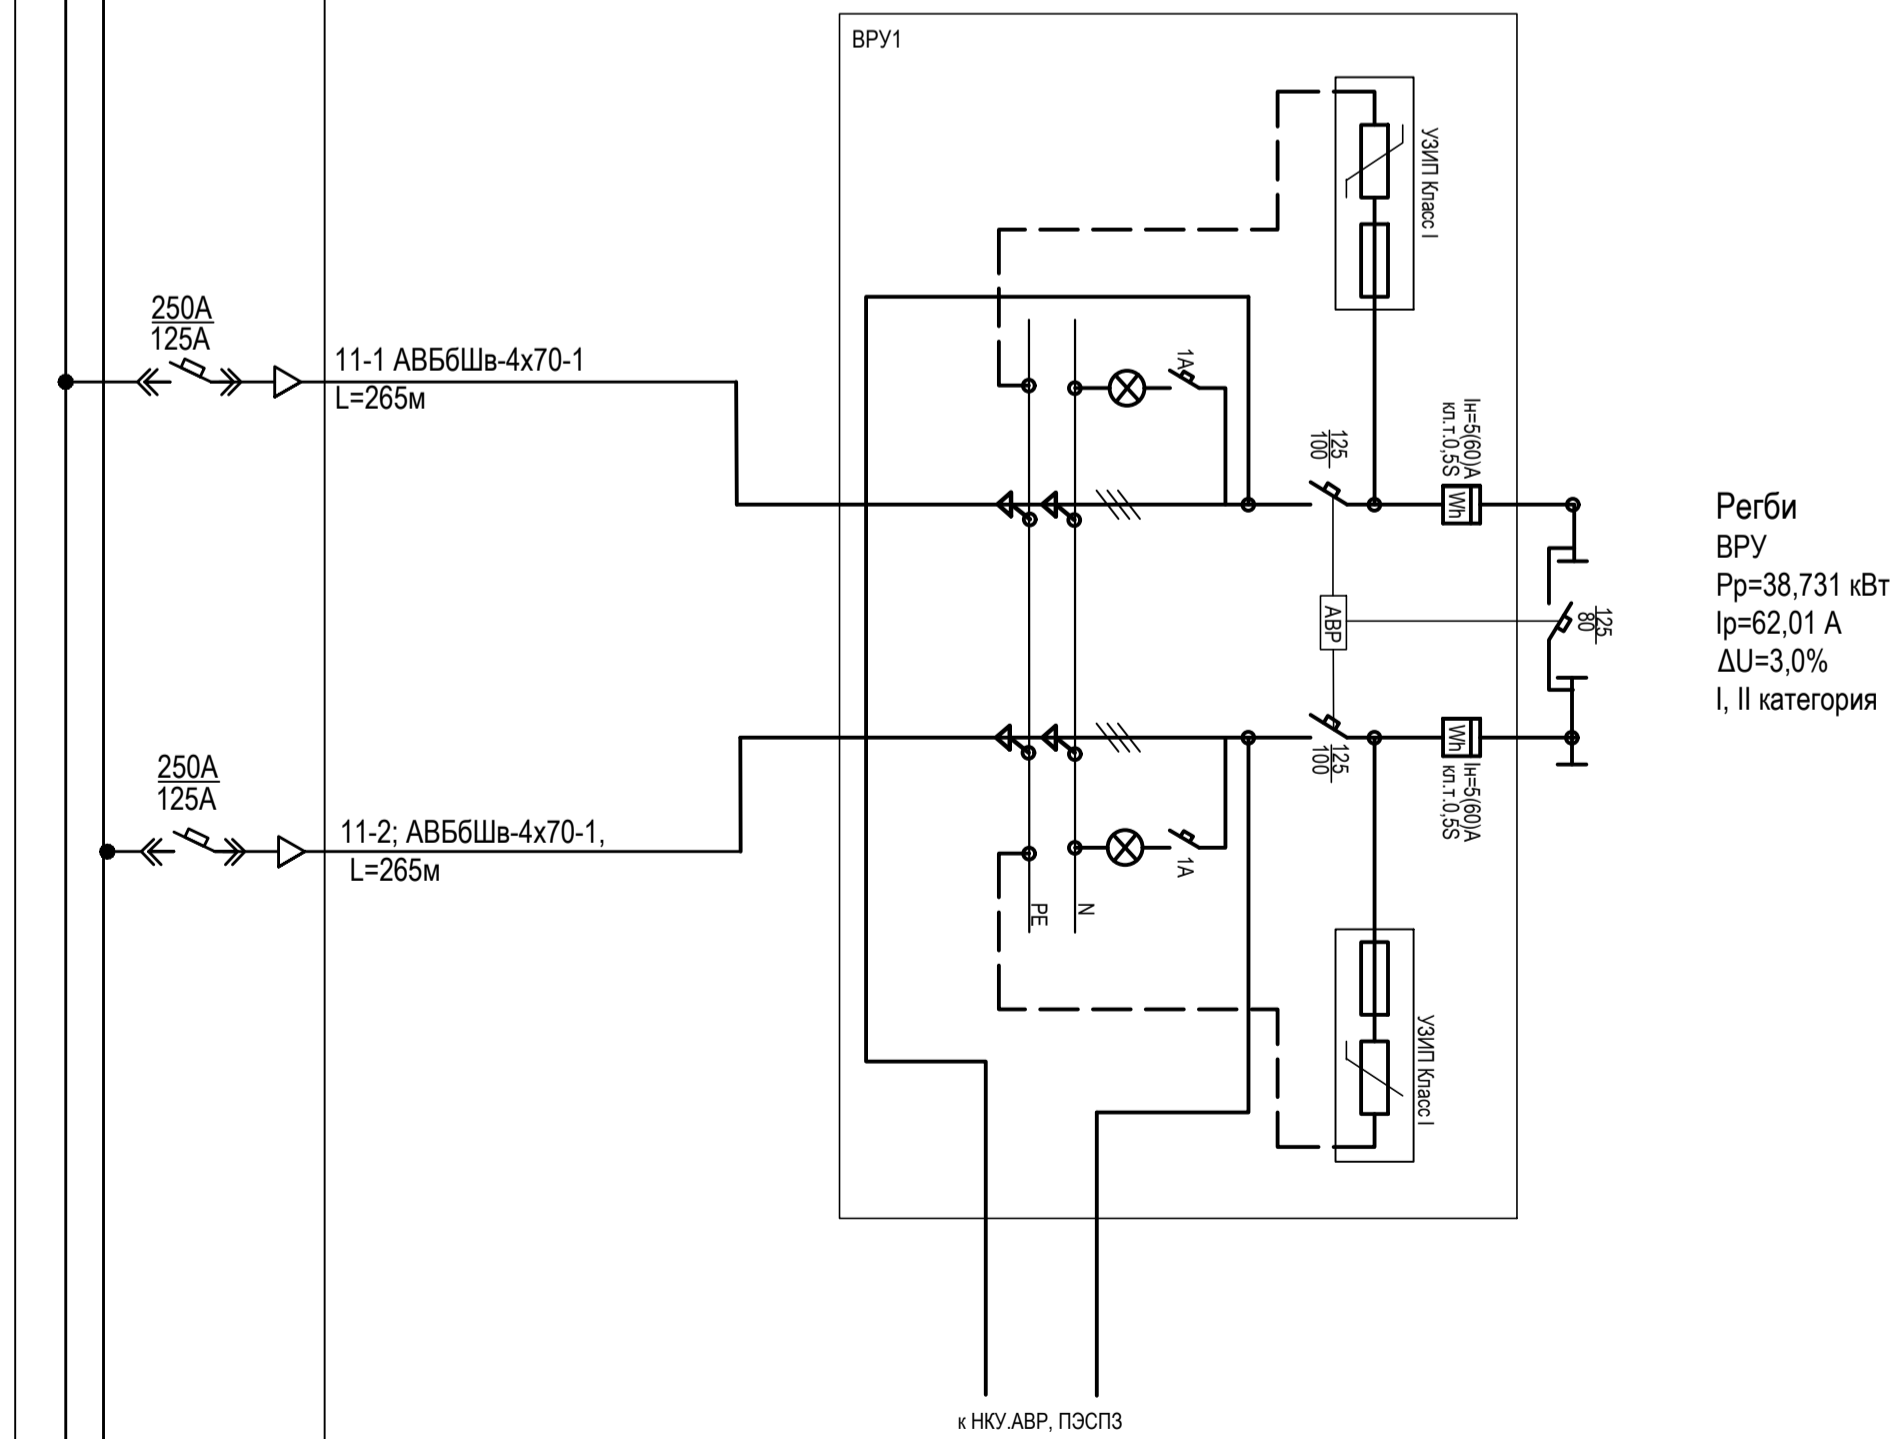 ВРУ1
УЗИП Класс I
250А
125А
11-1 АВБбШв-4х70-1
L=265м
1А
125
100
Iн=5(60)А
кл.т.0,5S
Wh
Регби
ВРУ
Рр=38,731 кВт
Iр=62,01 А
ΔU=3,0%
I, II категория
АВР
125
80
250А
125А
11-2; АВБбШв-4х70-1,
L=265м
125
100
Wh
Iн=5(60)А
кл.т.0,5S
1А
PE
N
УЗИП Класс I
к НКУ.АВР, ПЭСПЗ